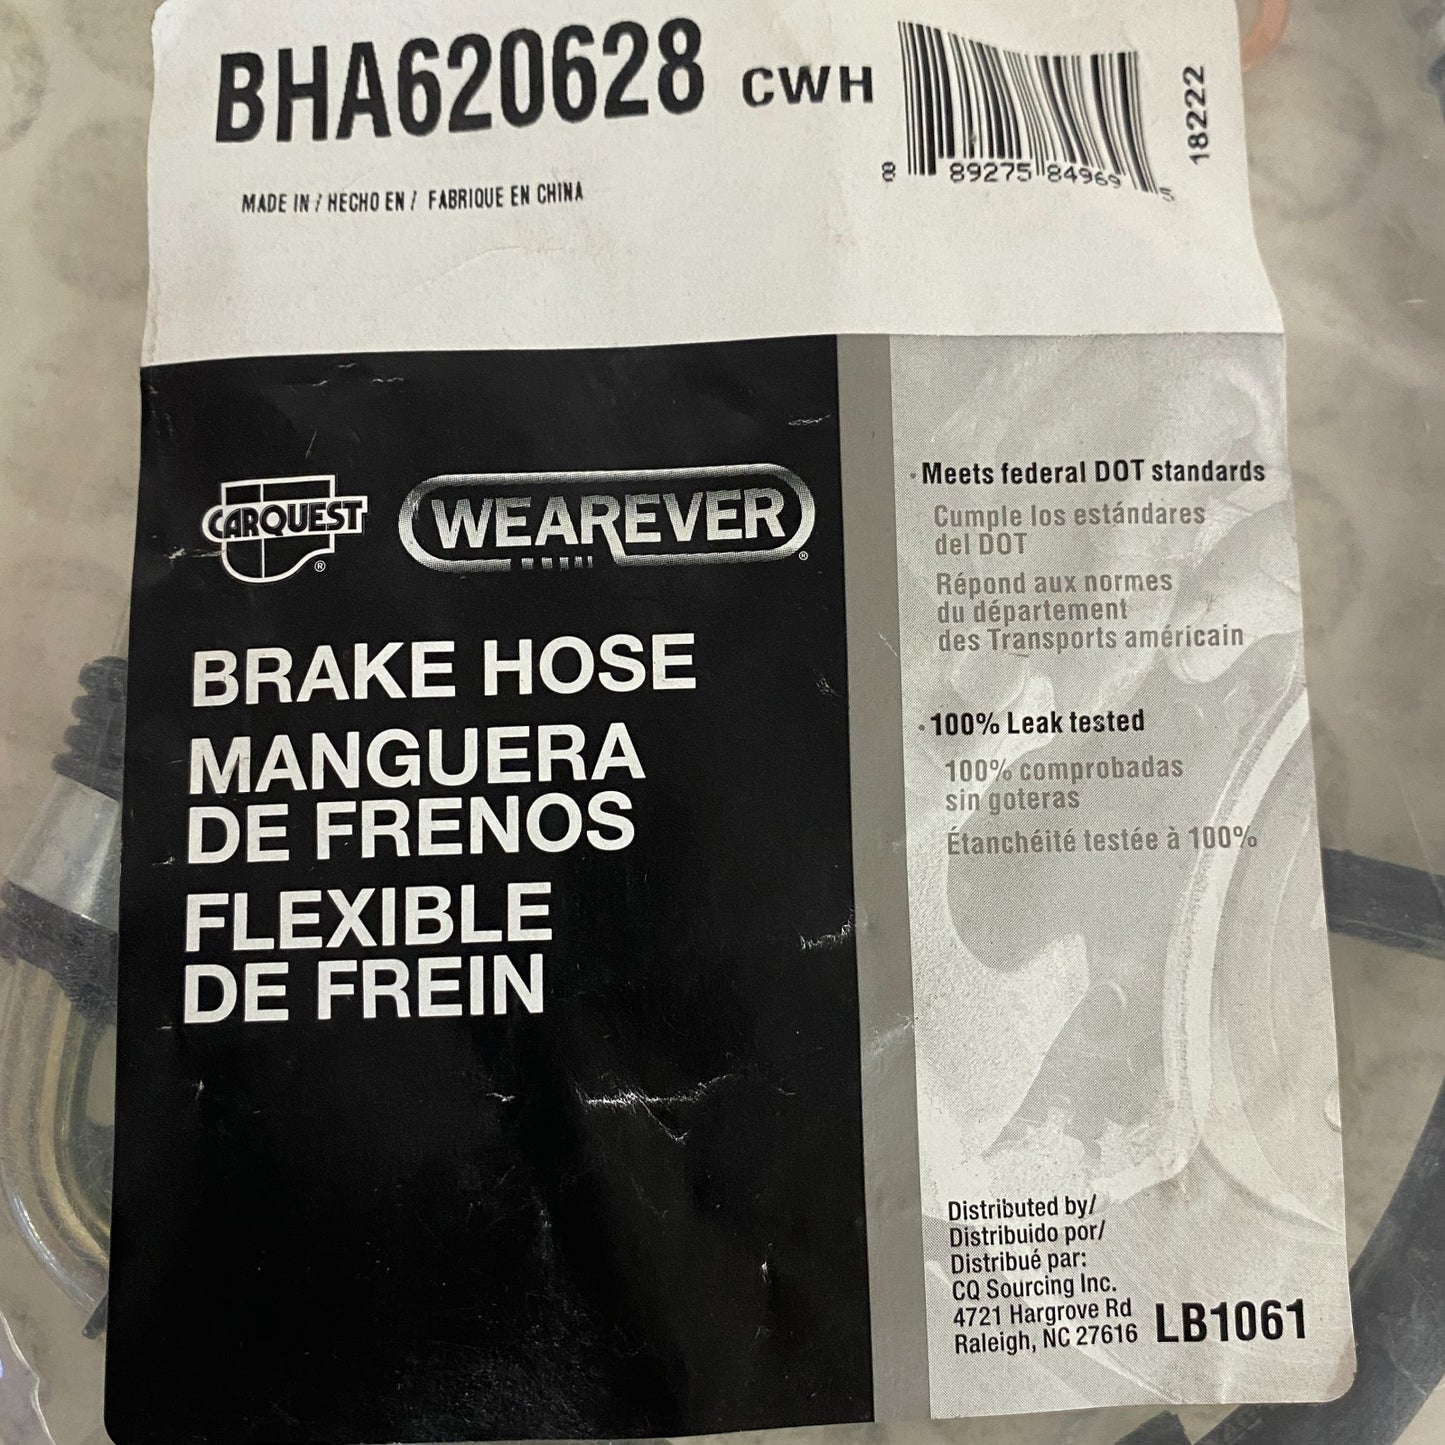 BHA620628 CWH
8 89275 84969 5
18222
MADE IN / HECHO EN / FABRIQUE EN CHINA
CARQUEST ®
WEAREVER ®
BRAKE HOSE
MANGUERA
DE FRENOS
FLEXIBLE
DE FREIN
· Meets federal DOT standards
Cumple los estándares
del DOT
Répond aux normes
du département
des Transports américain
· 100% Leak tested
100% comprobadas
sin goteras
Étanchéité testée à 100%
Distributed by/
Distribuido por/
Distribué par:
CQ Sourcing Inc.
4721 Hargrove Rd
Raleigh, NC 27616
LB1061